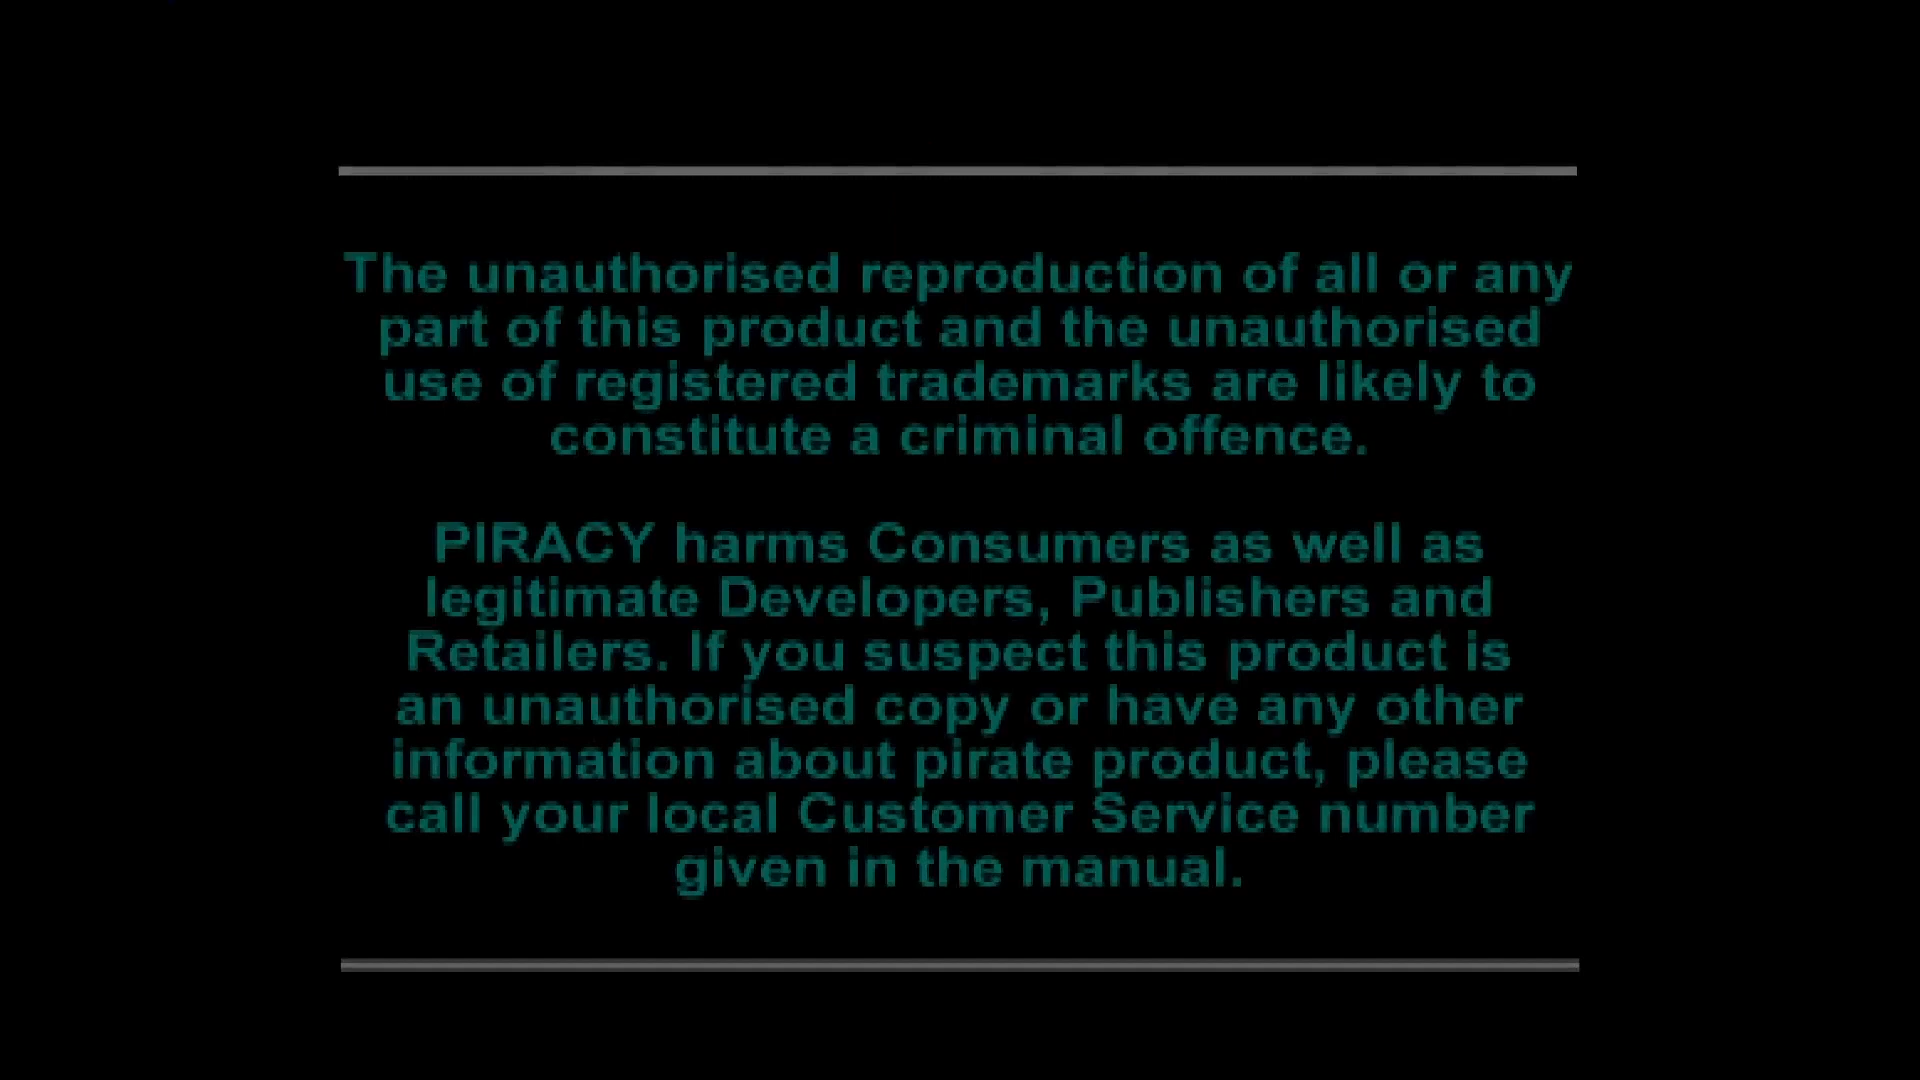 The unauthorised reproduction of all or any
part of this product and the unauthorised
use of registered trademarks are likely to
constitute a criminal offence.
PIRACY harms Consumers as well as
legitimate Developers, Publishers and
Retailers. If you suspect this product is
an unauthorised copy or have any other
information about pirate product, please
call your local Customer Service number
given in the manual.